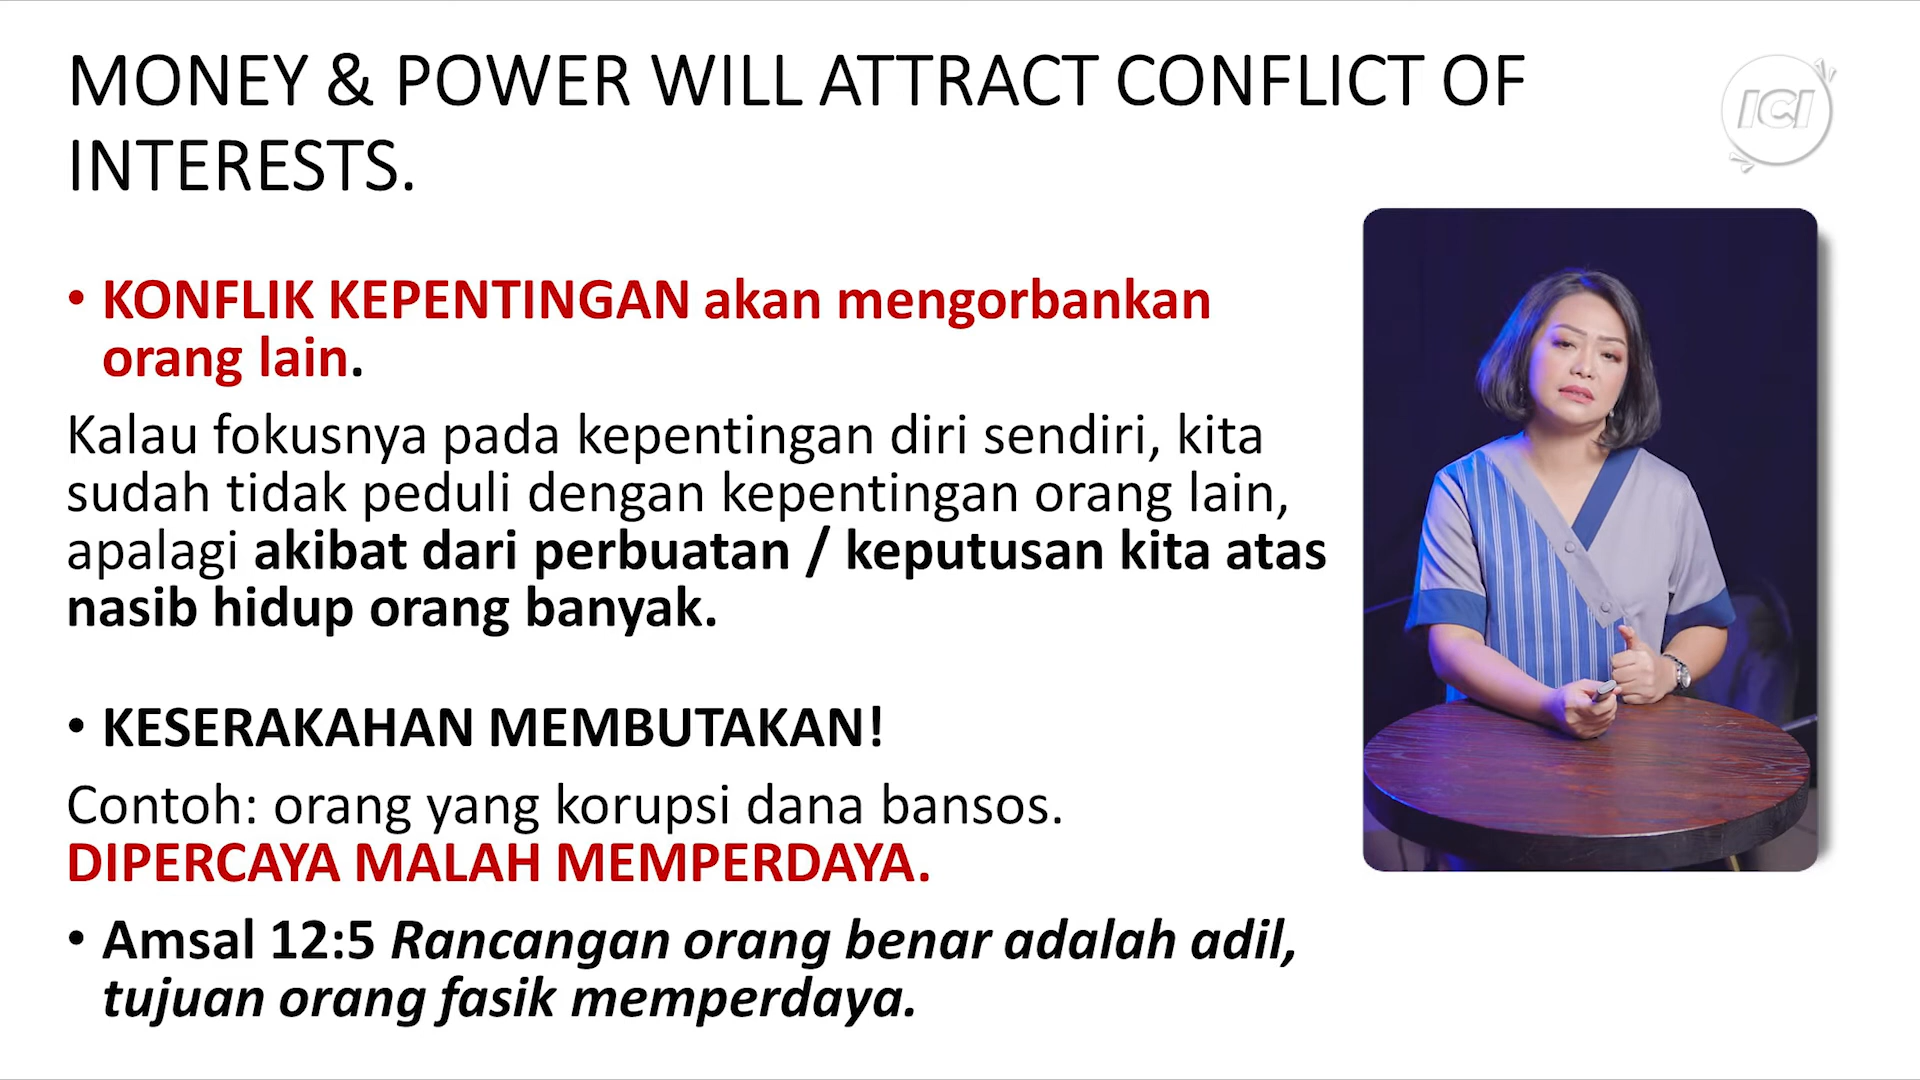 MONEY & POWER WILL ATTRACT CONFLICT OF
INTERESTS.
ICI
• KONFLIK KEPENTINGAN akan mengorbankan
orang lain.
Kalau fokusnya pada kepentingan diri sendiri, kita
sudah tidak peduli dengan kepentingan orang lain,
apalagi akibat dari perbuatan / keputusan kita atas
nasib hidup orang banyak.
• KESERAKAHAN MEMBUTAKAN!
Contoh: orang yang korupsi dana bansos.
DIPERCAYA MALAH MEMPERDAYA.
• Amsal 12:5 Rancangan orang benar adalah adil,
tujuan orang fasik memperdaya.